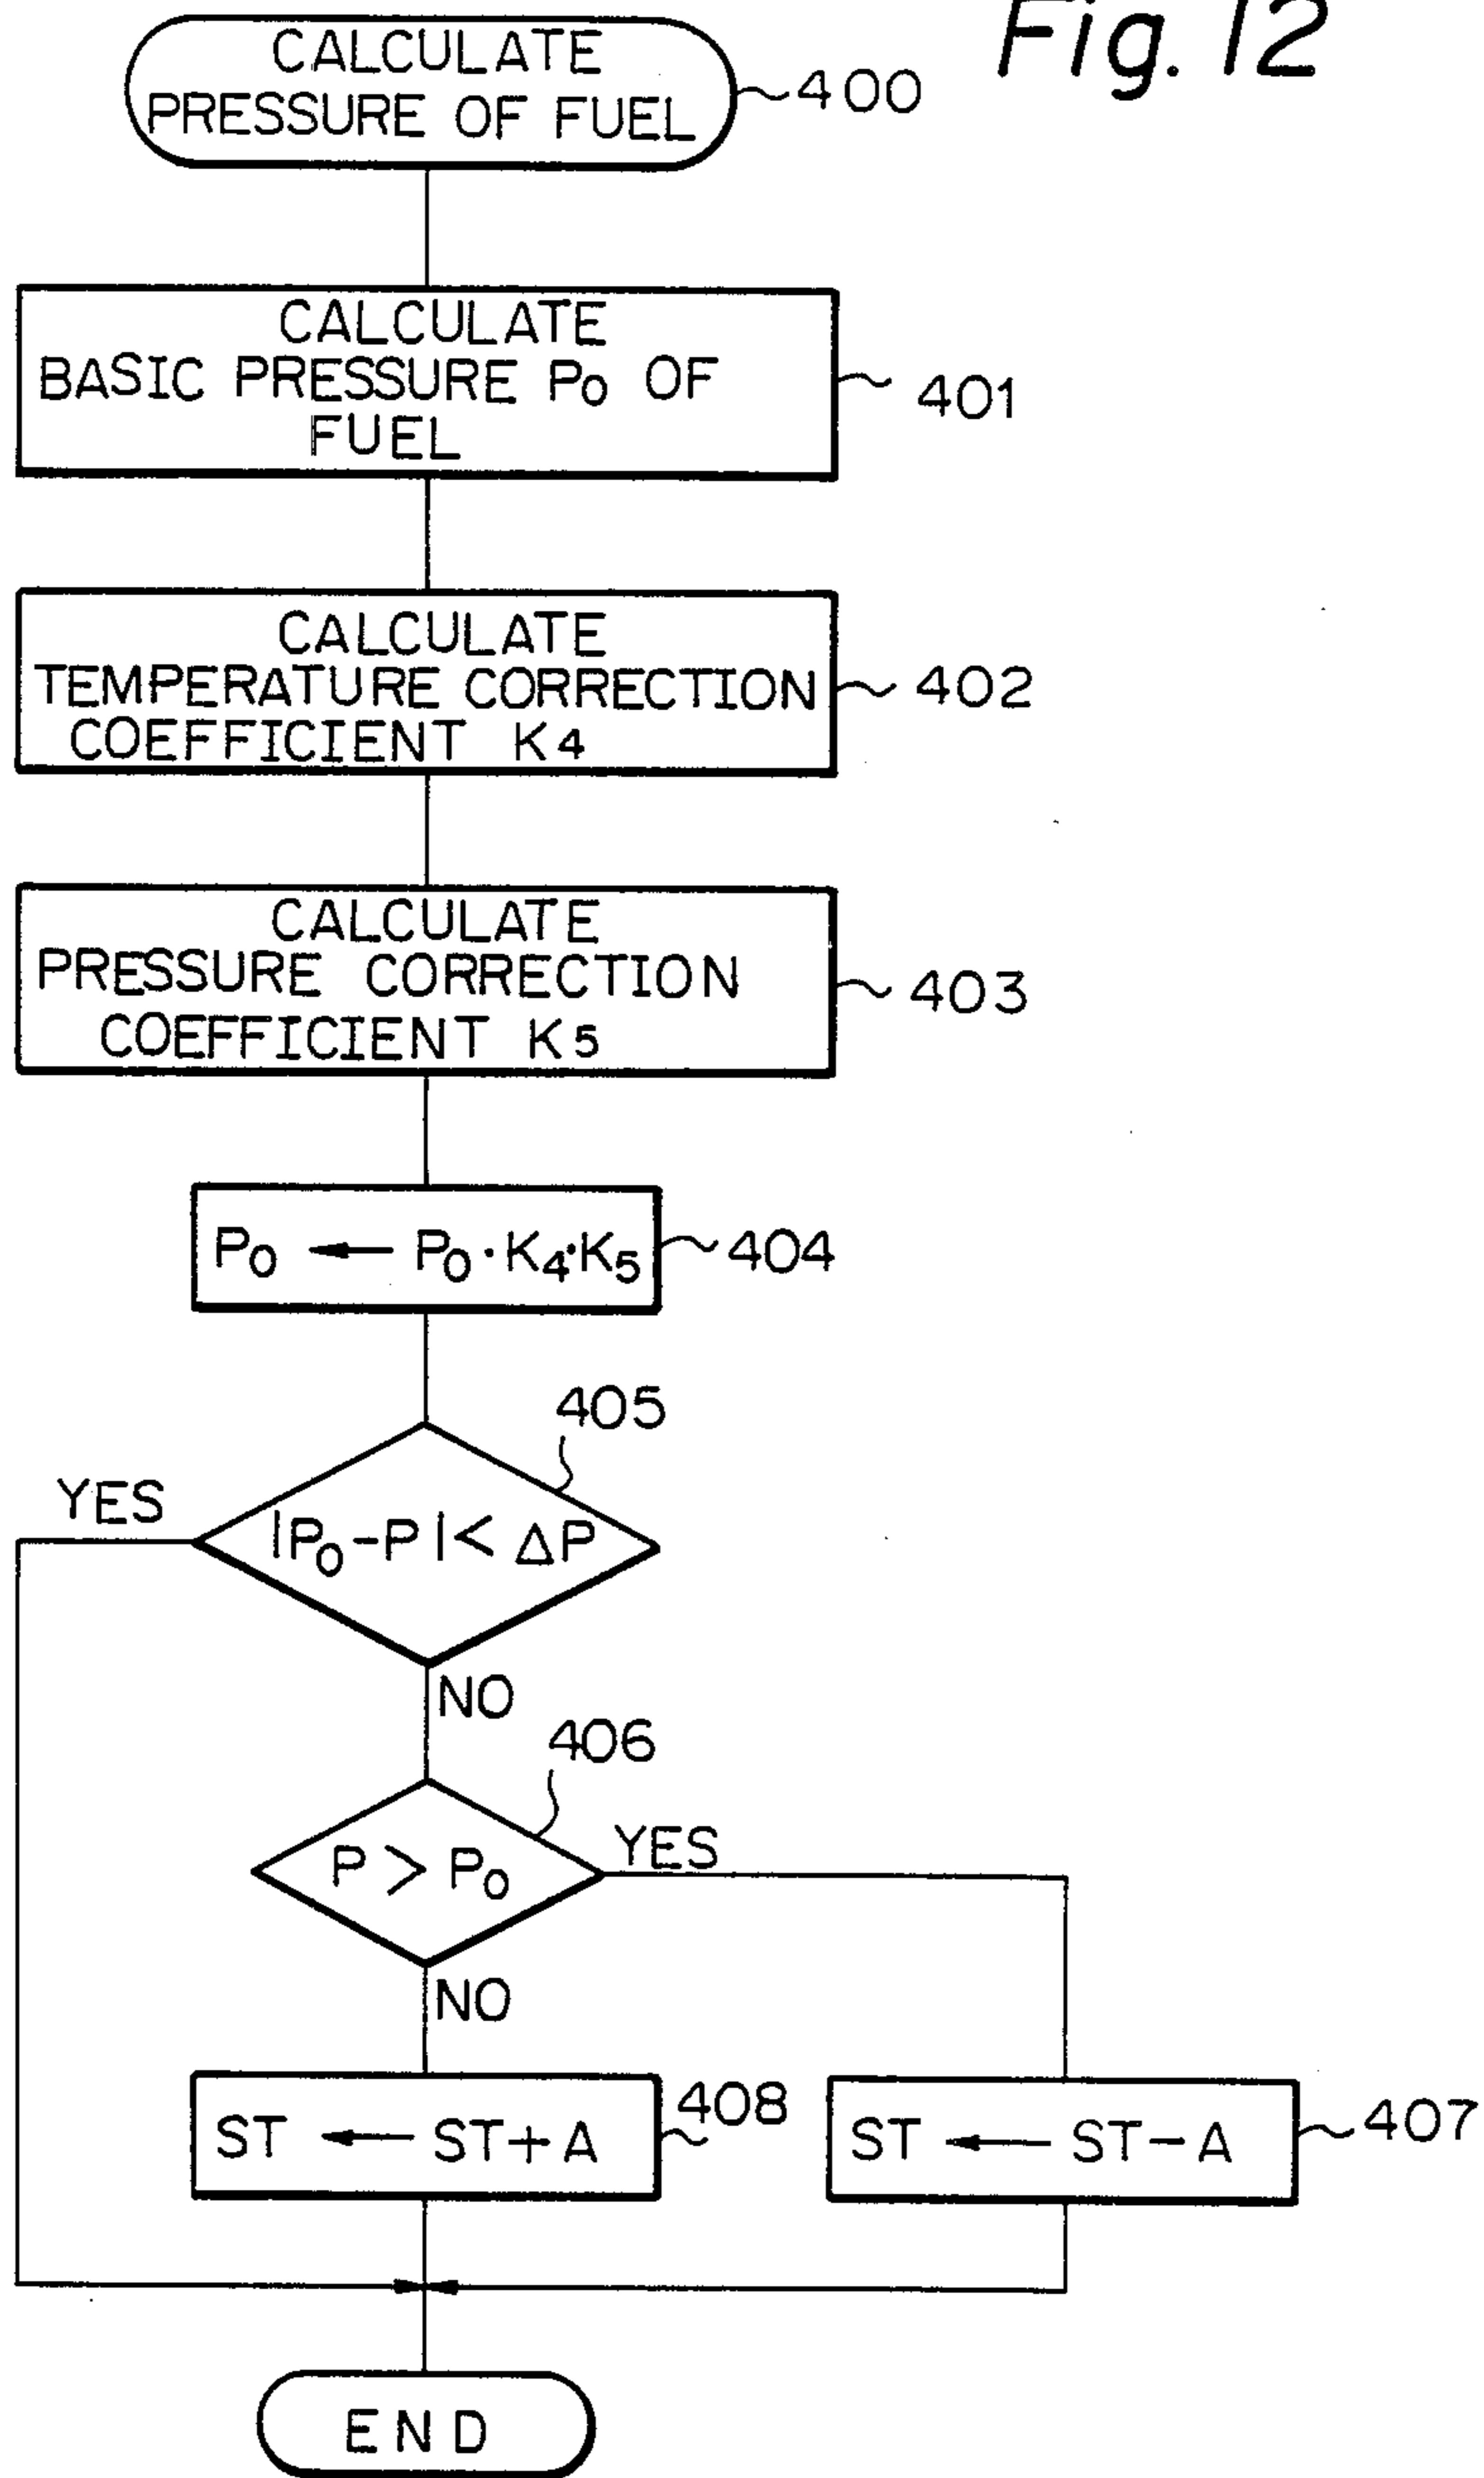 Fig. 12
CALCULATE
PRESSURE OF FUEL
400
CALCULATE
BASIC PRESSURE P₀ OF
FUEL
401
CALCULATE
TEMPERATURE CORRECTION
COEFFICIENT K4
402
CALCULATE
PRESSURE CORRECTION
COEFFICIENT K5
403
P₀ ← P₀·K₄·K₅
404
405
YES
|P₀-P|< ΔP
NO
406
P > P₀
YES
NO
ST ← ST+A
408
ST ← ST-A
407
END